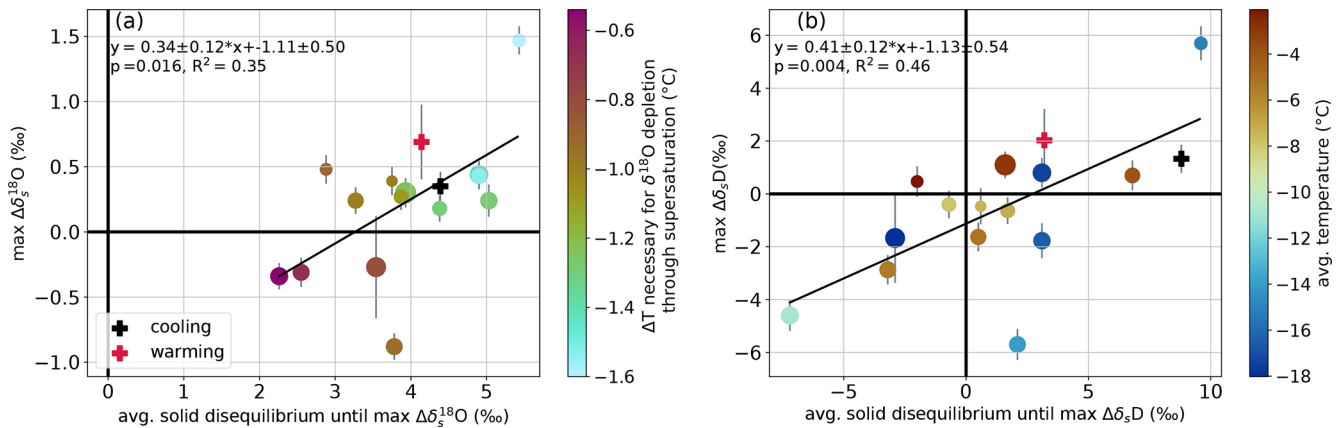 (a)
y = 0.34±0.12*x+-1.11±0.50
p=0.016, R² = 0.35
1.5
1.0
0.5
0.0
−0.5
−1.0
max Δδ¹⁸ₛO (‰)
cooling
warming
0 1 2 3 4 5
avg. solid disequilibrium until max Δδ¹⁸ₛO (‰)
−0.6
−0.8
−1.0
−1.2
−1.4
−1.6
ΔT necessary for δ¹⁸O depletion
through supersaturation (°C)
(b)
y = 0.41±0.12*x+-1.13±0.54
p=0.004, R² = 0.46
6
4
2
0
−2
−4
−6
max ΔδₛD(‰)
−5 0 5 10
avg. solid disequilibrium until max ΔδₛD (‰)
−4
−6
−8
−10
−12
−14
−16
−18
avg. temperature (°C)